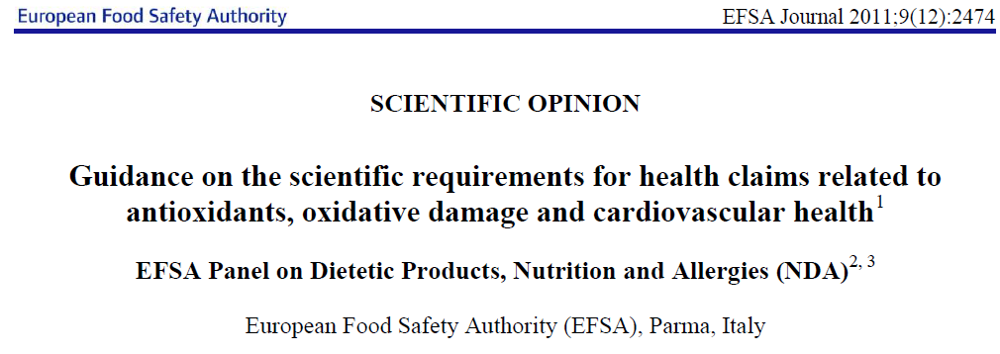 European Food Safety Authority
EFSA Journal 2011;9(12):2474
SCIENTIFIC OPINION
Guidance on the scientific requirements for health claims related to
antioxidants, oxidative damage and cardiovascular health1
EFSA Panel on Dietetic Products, Nutrition and Allergies (NDA)2, 3
European Food Safety Authority (EFSA), Parma, Italy